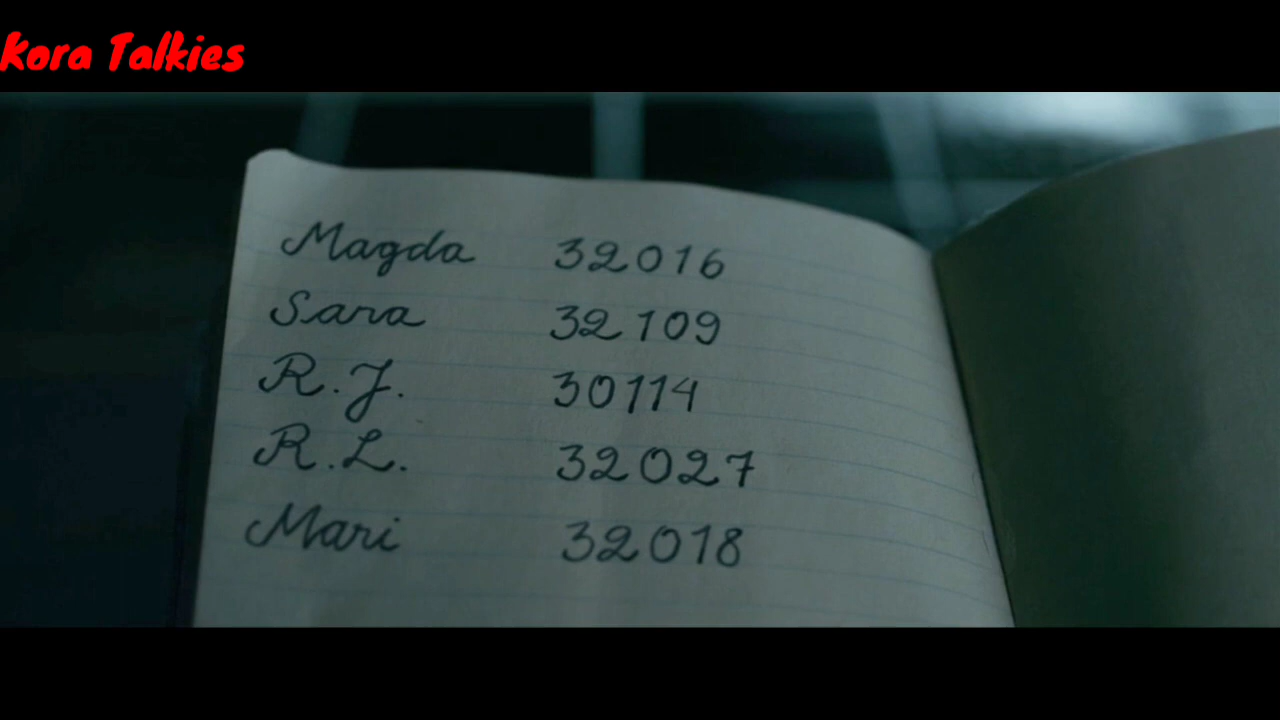 Kora Talkies
Magda 32016
Sara 32109
R.J. 30114
R.L. 32027
Mari 32018